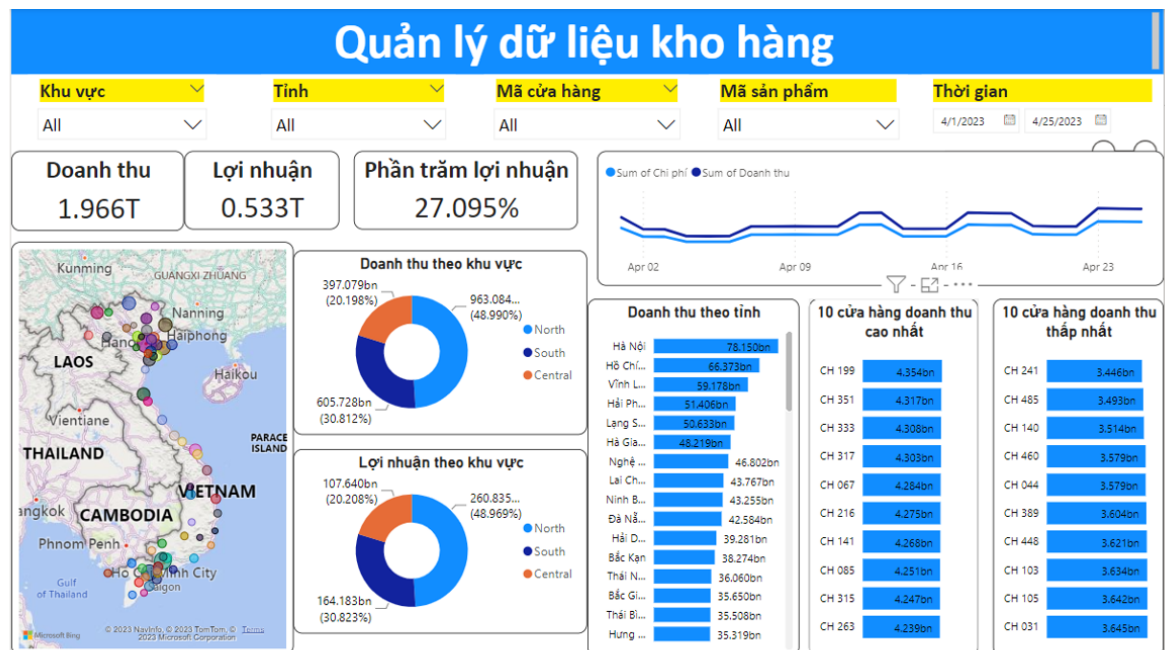 Quản lý dữ liệu kho hàng
Khu vực
Tỉnh
Mã cửa hàng
Mã sản phẩm
Thời gian
All
All
All
All
4/1/2023
4/25/2023
Doanh thu
1.966T
Lợi nhuận
0.533T
Phần trăm lợi nhuận
27.095%
Sum of Chi phí Sum of Doanh thu
Apr 02
Apr 09
Apr 16
Apr 23
Kunming
GUANGXI ZHUANG
Nanning
Haiphong
LAOS
Haikou
Vientiane
PARACE
ISLAND
THAILAND
VIETNAM
angkok
CAMBODIA
Phnom Penh
Minh City
Saigon
Gulf
of Thailand
Microsoft Bing
© 2023 NavInfo, © 2023 TomTom, © Terms
2023 Microsoft Corporation
Doanh thu theo khu vực
397.079bn
(20.198%)
963.084...
(48.990%)
North
South
Central
605.728bn
(30.812%)
Lợi nhuận theo khu vực
107.640bn
(20.208%)
260.835...
(48.969%)
North
South
Central
164.183bn
(30.823%)
Doanh thu theo tỉnh
Hà Nội 78.150bn
Hồ Chí... 66.373bn
Vĩnh L... 59.178bn
Hải Ph... 51.406bn
Lạng S... 50.633bn
Hà Gia... 48.219bn
Nghệ ... 46.802bn
Lai Ch... 43.767bn
Ninh B... 43.255bn
Đà Nẵ... 42.584bn
Hải D... 39.281bn
Bắc Kạn 38.274bn
Thái N... 36.060bn
Bắc Gi... 35.650bn
Thái Bì... 35.508bn
Hưng ... 35.319bn
10 cửa hàng doanh thu
cao nhất
CH 199 4.354bn
CH 351 4.317bn
CH 333 4.308bn
CH 317 4.303bn
CH 067 4.284bn
CH 216 4.275bn
CH 141 4.268bn
CH 085 4.251bn
CH 315 4.247bn
CH 263 4.239bn
10 cửa hàng doanh thu
thấp nhất
CH 241 3.446bn
CH 485 3.493bn
CH 140 3.514bn
CH 460 3.579bn
CH 044 3.579bn
CH 389 3.604bn
CH 448 3.621bn
CH 103 3.634bn
CH 105 3.642bn
CH 031 3.645bn